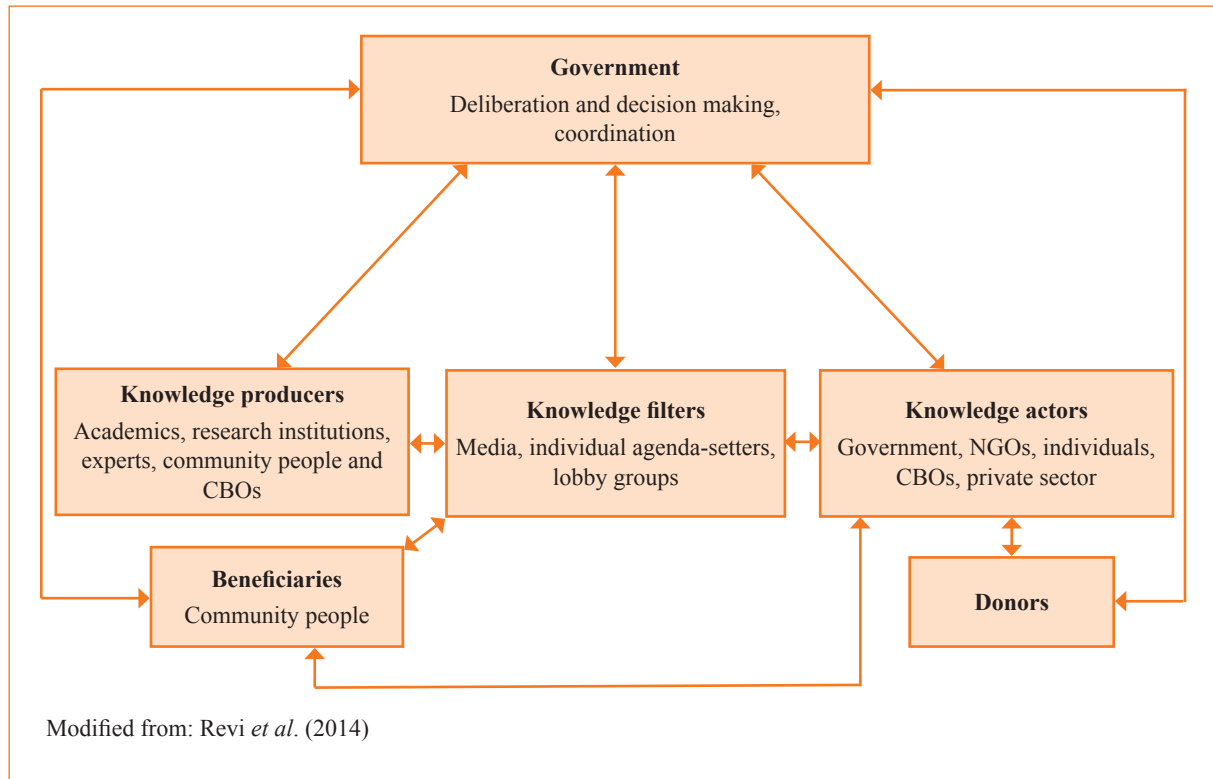 Government
Deliberation and decision making,
coordination
Knowledge producers
Academics, research institutions,
experts, community people and
CBOs
Knowledge filters
Media, individual agenda-setters,
lobby groups
Knowledge actors
Government, NGOs, individuals,
CBOs, private sector
Beneficiaries
Community people
Donors
Modified from: Revi et al. (2014)